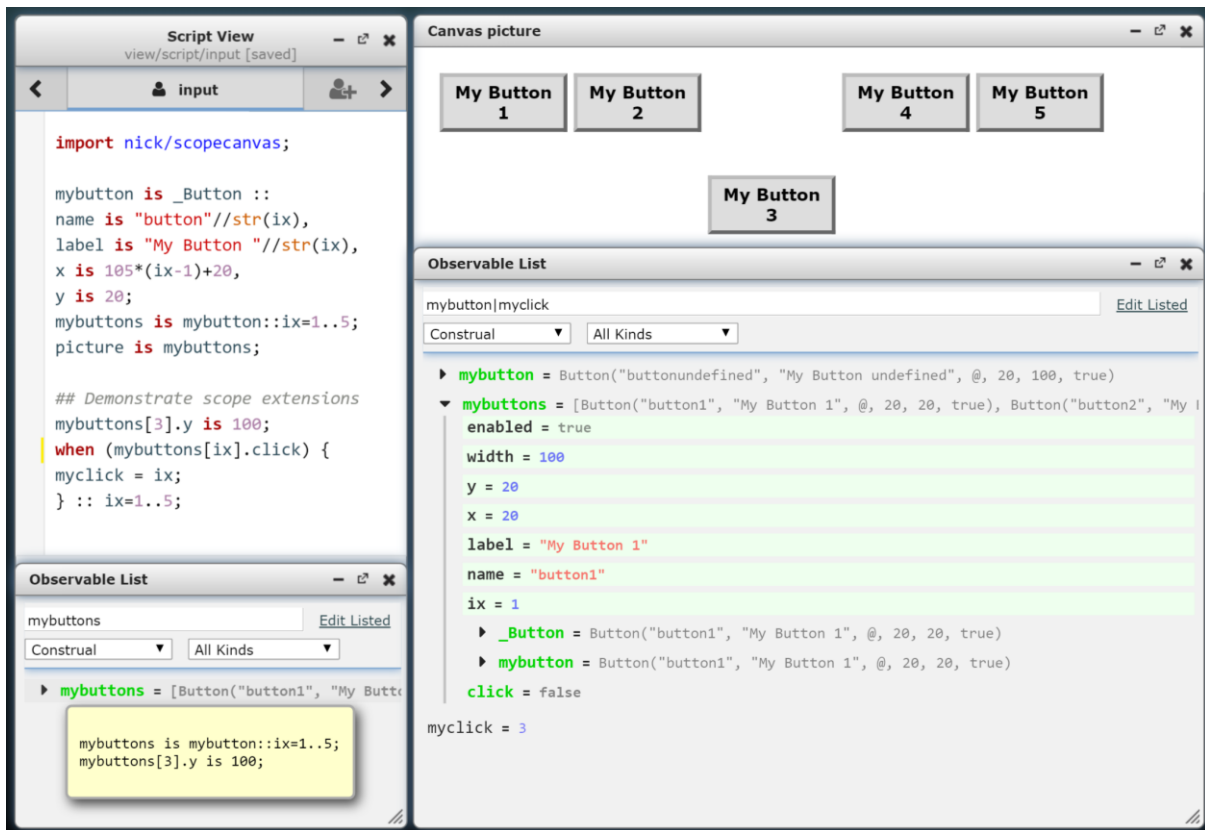 Script View
view/script/input [saved]
input
import nick/scopecanvas;
mybutton is _Button ::
name is "button"//str(ix),
label is "My Button "//str(ix),
x is 105*(ix-1)+20,
y is 20;
mybuttons is mybutton::ix=1..5;
picture is mybuttons;
## Demonstrate scope extensions
mybuttons[3].y is 100;
when (mybuttons[ix].click) {
myclick = ix;
} :: ix=1..5;
Observable List
mybuttons
Edit Listed
Construal
All Kinds
mybuttons = [Button("button1", "My Butt
mybuttons is mybutton::ix=1..5;
mybuttons[3].y is 100;
Canvas picture
My Button
1
My Button
2
My Button
4
My Button
5
My Button
3
Observable List
mybutton|myclick
Edit Listed
Construal
All Kinds
mybutton = Button("buttonundefined", "My Button undefined", @, 20, 100, true)
mybuttons = [Button("button1", "My Button 1", @, 20, 20, true), Button("button2", "My
enabled = true
width = 100
y = 20
x = 20
label = "My Button 1"
name = "button1"
ix = 1
_Button = Button("button1", "My Button 1", @, 20, 20, true)
mybutton = Button("button1", "My Button 1", @, 20, 20, true)
click = false
myclick = 3